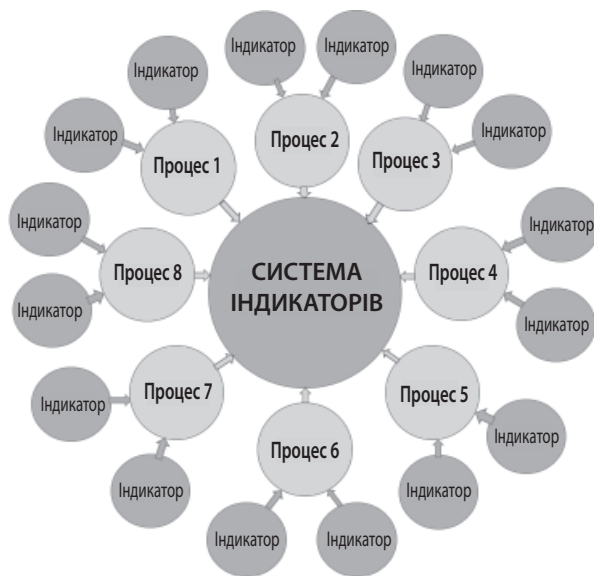 Індикатор
Індикатор
Індикатор
Індикатор
Індикатор
Індикатор
Процес 1
Процес 2
Процес 3
Індикатор
Процес 8
СИСТЕМА
ІНДИКАТОРІВ
Процес 4
Індикатор
Індикатор
Індикатор
Індикатор
Процес 7
Процес 5
Індикатор
Індикатор
Процес 6
Індикатор
Індикатор
Індикатор
Індикатор